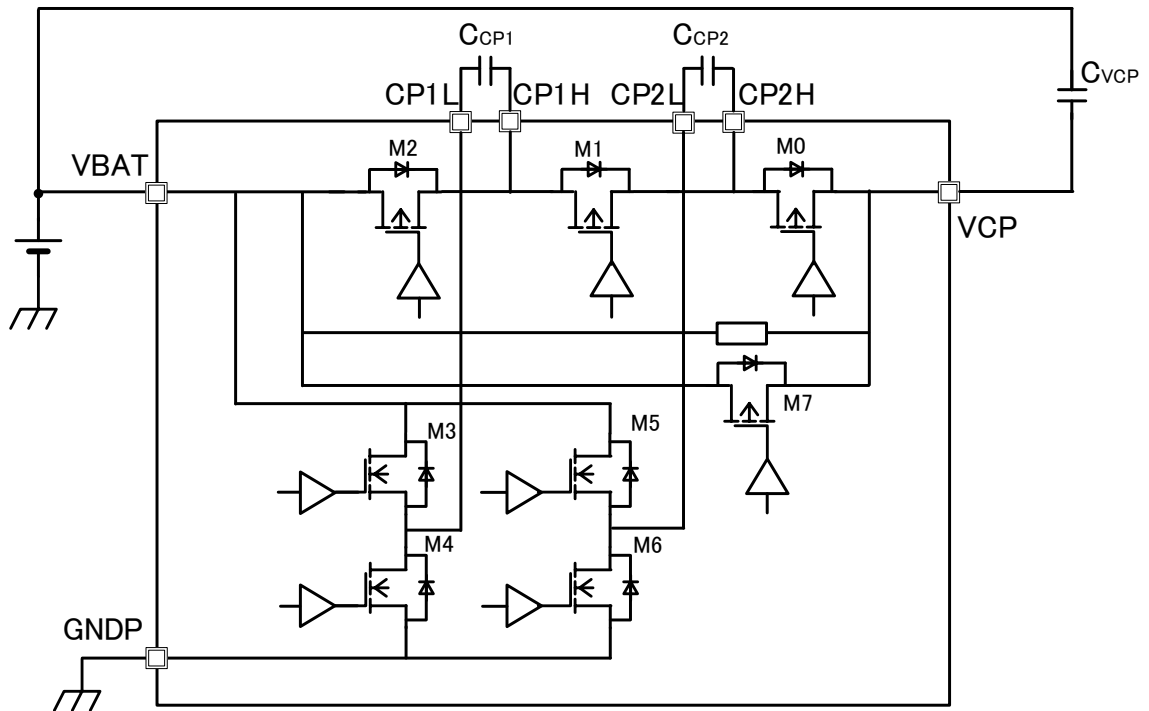 CCP1
CCP2
CVCP
CP1L
CP1H
CP2L
CP2H
VBAT
M2
M1
M0
VCP
M7
M3
M5
M4
M6
GNDP